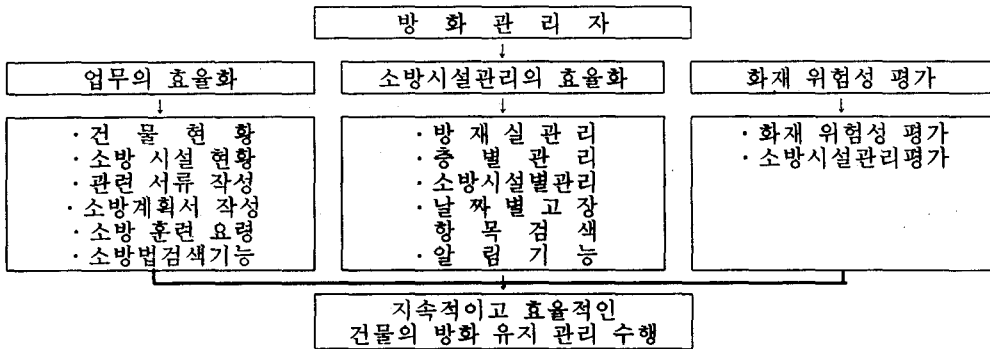 방 화 관 리 자
↓
업무의 효율화
↓
· 건 물 현 황
· 소방 시설 현황
· 관련 서류 작성
· 소방계획서 작성
· 소방 훈련 요령
· 소방법검색기능
소방시설관리의 효율화
↓
· 방 재 실 관 리
· 층 별 관 리
· 소방시설별관리
· 날 짜 별 고 장
항 목 검 색
· 알 림 기 능
화재 위험성 평가
↓
· 화재 위험성 평가
· 소방시설관리평가
↓
지속적이고 효율적인
건물의 방화 유지 관리 수행